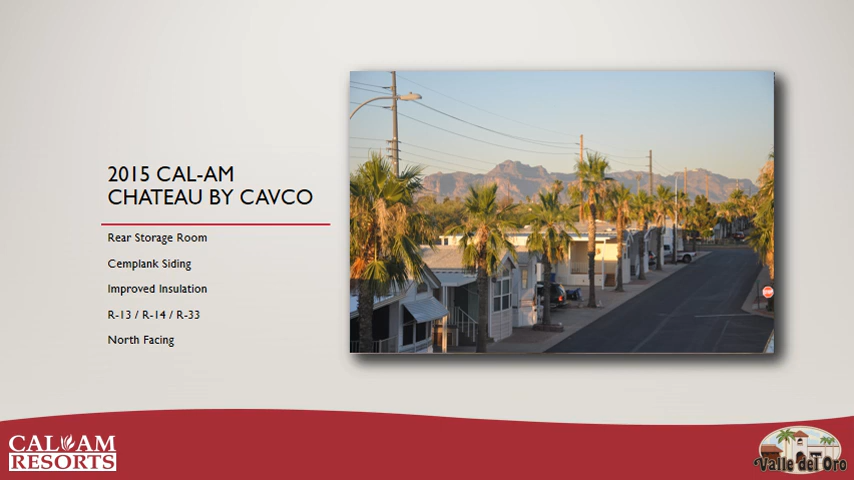 2015 CAL-AM
CHATEAU BY CAVCO
Rear Storage Room
Cemplank Siding
Improved Insulation
R-13 / R-14 / R-33
North Facing
CAL AM
RESORTS
Valle del Oro